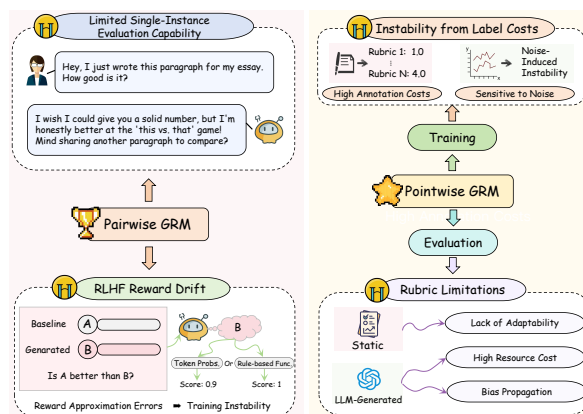 Limited Single-Instance
Evaluation Capability
Hey, I just wrote this paragraph for my essay.
How good is it?
I wish I could give you a solid number, but I'm
honestly better at the 'this vs. that' game!
Mind sharing another paragraph to compare?
Pairwise GRM
RLHF Reward Drift
Baseline
A
Genarated
B
Is A better than B?
B
Token Probs.
Or
Rule-based Func.
Score: 0.9
Score: 1
Reward Approximation Errors ➡ Training Instability
Instability from Label Costs
Rubric 1: 1.0
⋮
Rubric N: 4.0
y
x
Noise-
Induced
Instability
High Annotation Costs
Sensitive to Noise
Training
Pointwise GRM
Evaluation
Rubric Limitations
Static
LLM-Generated
Lack of Adaptability
High Resource Cost
Bias Propagation